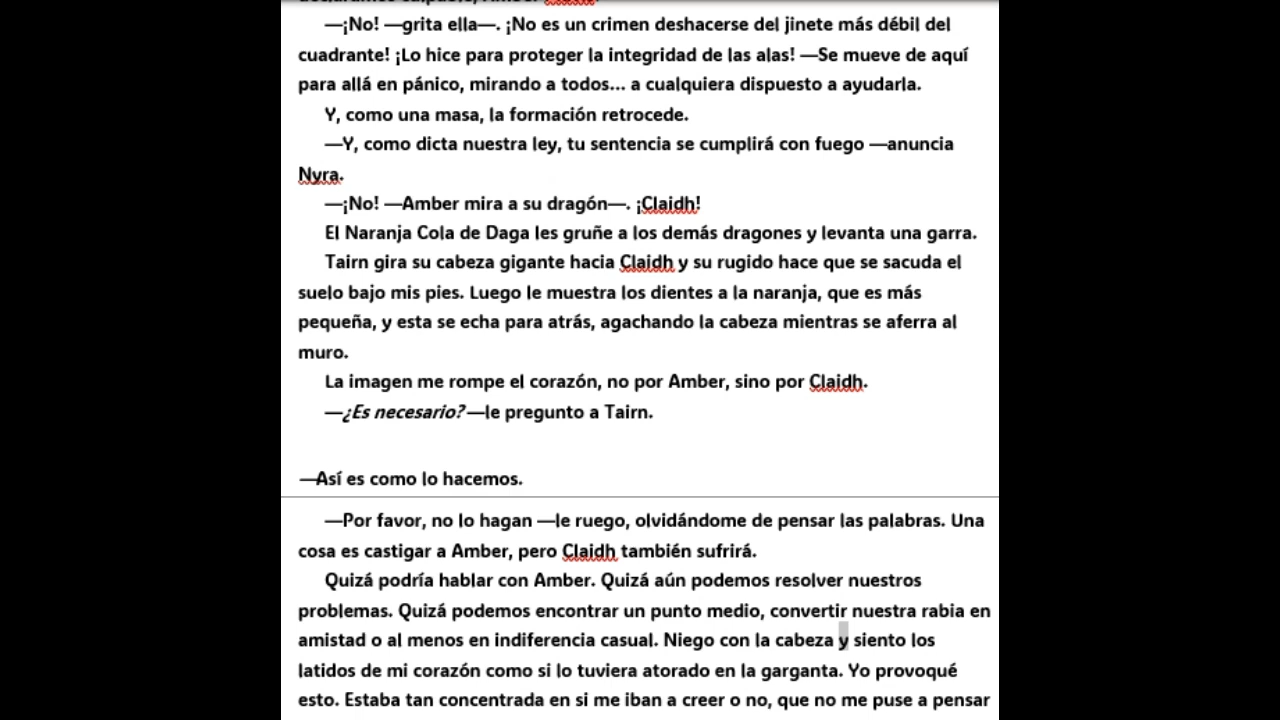 —¡No! —grita ella—. ¡No es un crimen deshacerse del jinete más débil del
cuadrante! ¡Lo hice para proteger la integridad de las alas! —Se mueve de aquí
para allá en pánico, mirando a todos... a cualquiera dispuesto a ayudarla.
Y, como una masa, la formación retrocede.
—Y, como dicta nuestra ley, tu sentencia se cumplirá con fuego —anuncia
Nyra.
—¡No! —Amber mira a su dragón—. ¡Claidh!
El Naranja Cola de Daga les gruñe a los demás dragones y levanta una garra.
Tairn gira su cabeza gigante hacia Claidh y su rugido hace que se sacuda el
suelo bajo mis pies. Luego le muestra los dientes a la naranja, que es más
pequeña, y esta se echa para atrás, agachando la cabeza mientras se aferra al
muro.
La imagen me rompe el corazón, no por Amber, sino por Claidh.
—¿Es necesario? —le pregunto a Tairn.
—Así es como lo hacemos.
—Por favor, no lo hagan —le ruego, olvidándome de pensar las palabras. Una
cosa es castigar a Amber, pero Claidh también sufrirá.
Quizá podría hablar con Amber. Quizá aún podemos resolver nuestros
problemas. Quizá podemos encontrar un punto medio, convertir nuestra rabia en
amistad o al menos en indiferencia casual. Niego con la cabeza y siento los
latidos de mi corazón como si lo tuviera atorado en la garganta. Yo provoqué
esto. Estaba tan concentrada en si me iban a creer o no, que no me puse a pensar